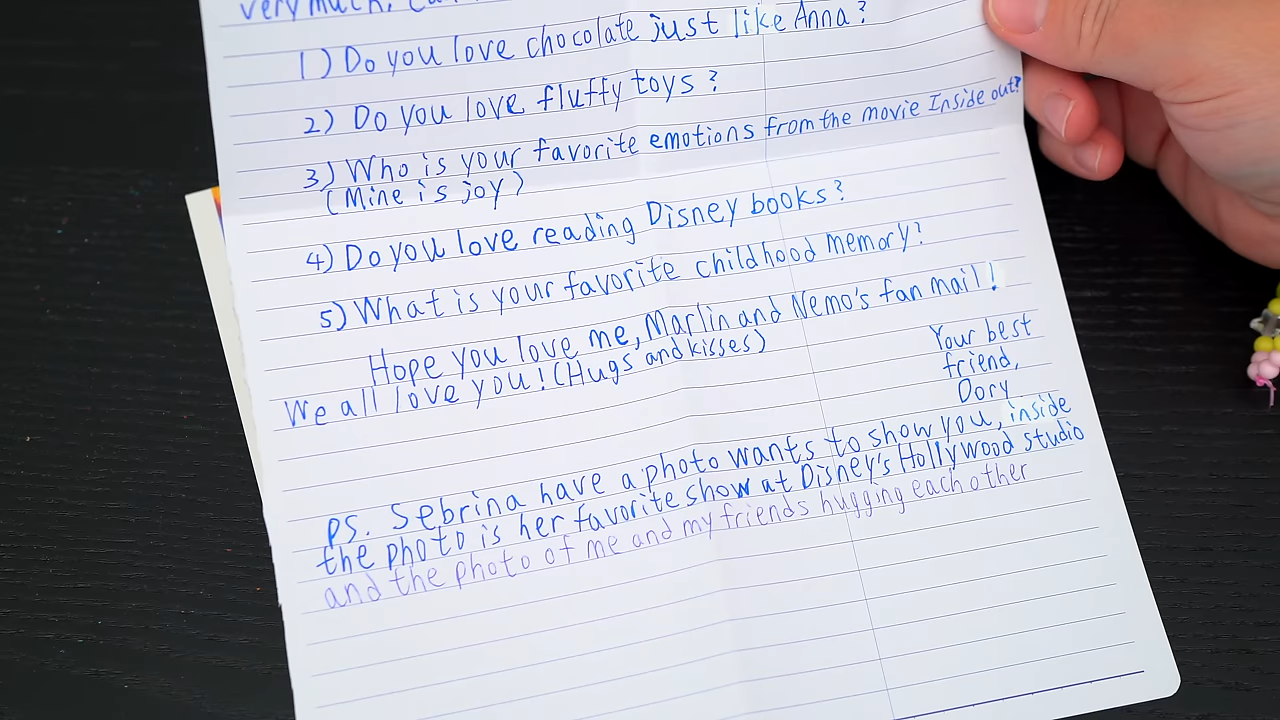 very much.
1) Do you love chocolate just like Anna?
2) Do you love fluffy toys?
3) Who is your favorite emotions from the movie Inside out?
(Mine is joy)
4) Do you love reading Disney books?
5) What is your favorite childhood memory?
Hope you love me, Marlin and Nemo's fan mail!
We all love you! (Hugs and kisses)
Your best
friend,
Dory
PS. Sebrina have a photo wants to show you, inside
the photo is her favorite show at Disney's Hollywood studio
and the photo of me and my friends hugging each other